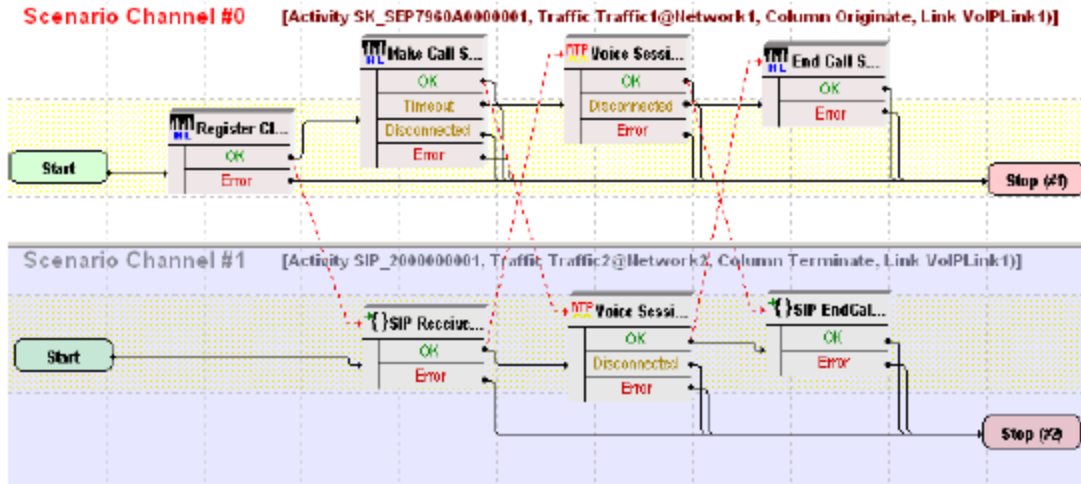 Scenario Channel #0 [Activity SK_SEP7960A0000001, Traffic Traffic1@Network1, Column Originate, Link VoIPLink1)]
Make Call S...
OK
Timeout
Disconnected
Error
Voice Sessi...
OK
Disconnected
Error
End Call S...
OK
Error
Register Cl...
OK
Error
Start
Stop (#1)
Scenario Channel #1 [Activity SIP_2000000001, Traffic Traffic2@Network2, Column Terminate, Link VoIPLink1)]
{}SIP Receive...
OK
Error
RTP Voice Sessi...
OK
Disconnected
Error
{}SIP EndCal...
OK
Error
Start
Stop (#2)